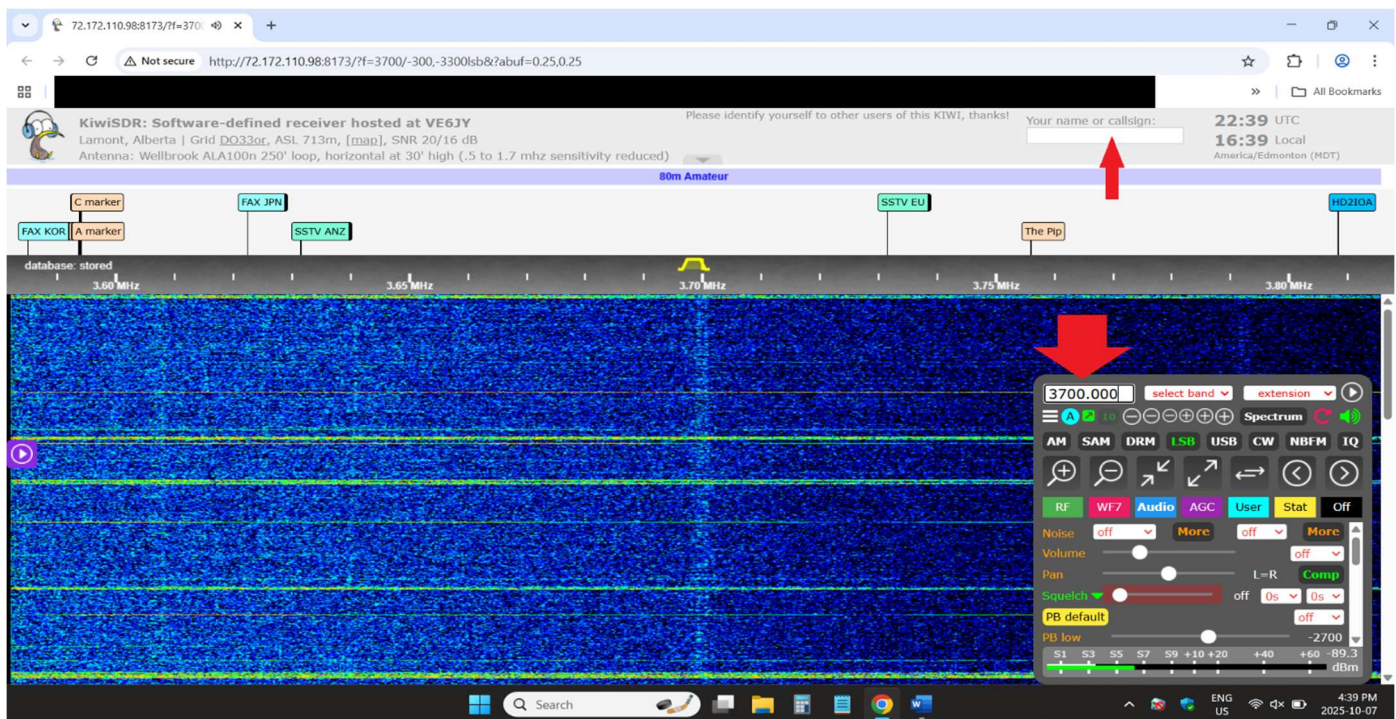 72.172.110.98:8173/?f=370
Not secure http://72.172.110.98:8173/?f=3700/-300,-3300lsb&?abuf=0.25,0.25
All Bookmarks
KiwiSDR: Software-defined receiver hosted at VE6JY
Please identify yourself to other users of this KIWI, thanks!
Your name or callsign:
22:39 UTC
Lamont, Alberta | Grid DO33or, ASL 713m, [map], SNR 20/16 dB
16:39 Local
Antenna: Wellbrook ALA100n 250' loop, horizontal at 30' high (.5 to 1.7 mhz sensitivity reduced)
America/Edmonton (MDT)
80m Amateur
C marker FAX JPN SSTV EU HD2IOA
FAX KOR A marker SSTV ANZ The Pip
database: stored
3.60 MHz 3.65 MHz 3.70 MHz 3.75 MHz 3.80 MHz
3700.000 select band extension
A 10 Spectrum
AM SAM DRM LSB USB CW NBFM IQ
RF WF7 Audio AGC User Stat Off
Noise off More off More
Volume off
Pan L=R Comp
Squelch off 0s 0s
PB default off
PB low -2700
S1 S3 S5 S7 S9 +10 +20 +40 +60 -89.3
dBm
Search
ENG
US
4:39 PM
2025-10-07